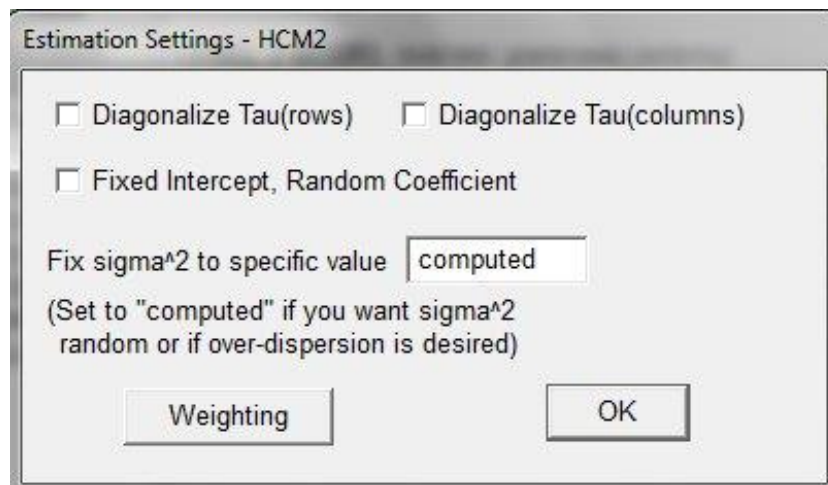 Estimation Settings - HCM2
Diagonalize Tau(rows) Diagonalize Tau(columns)
Fixed Intercept, Random Coefficient
Fix sigma^2 to specific value computed
(Set to "computed" if you want sigma^2
random or if over-dispersion is desired)
Weighting OK